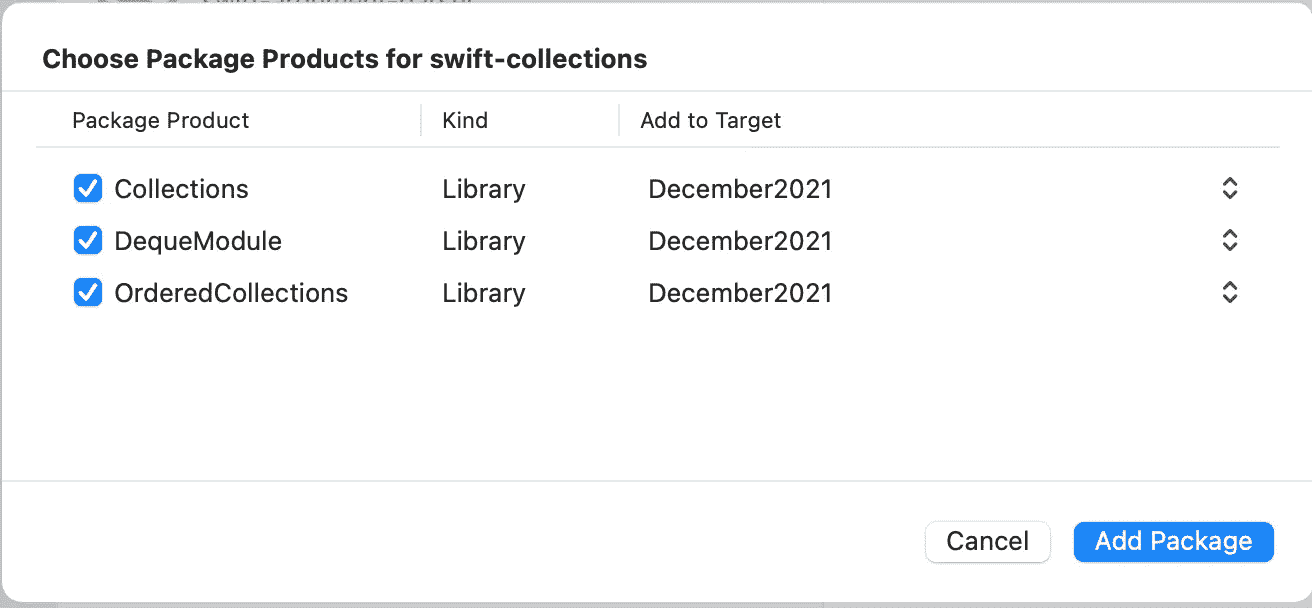 Choose Package Products for swift-collections
Package Product Kind Add to Target
Collections Library December2021
DequeModule Library December2021
OrderedCollections Library December2021
Cancel Add Package